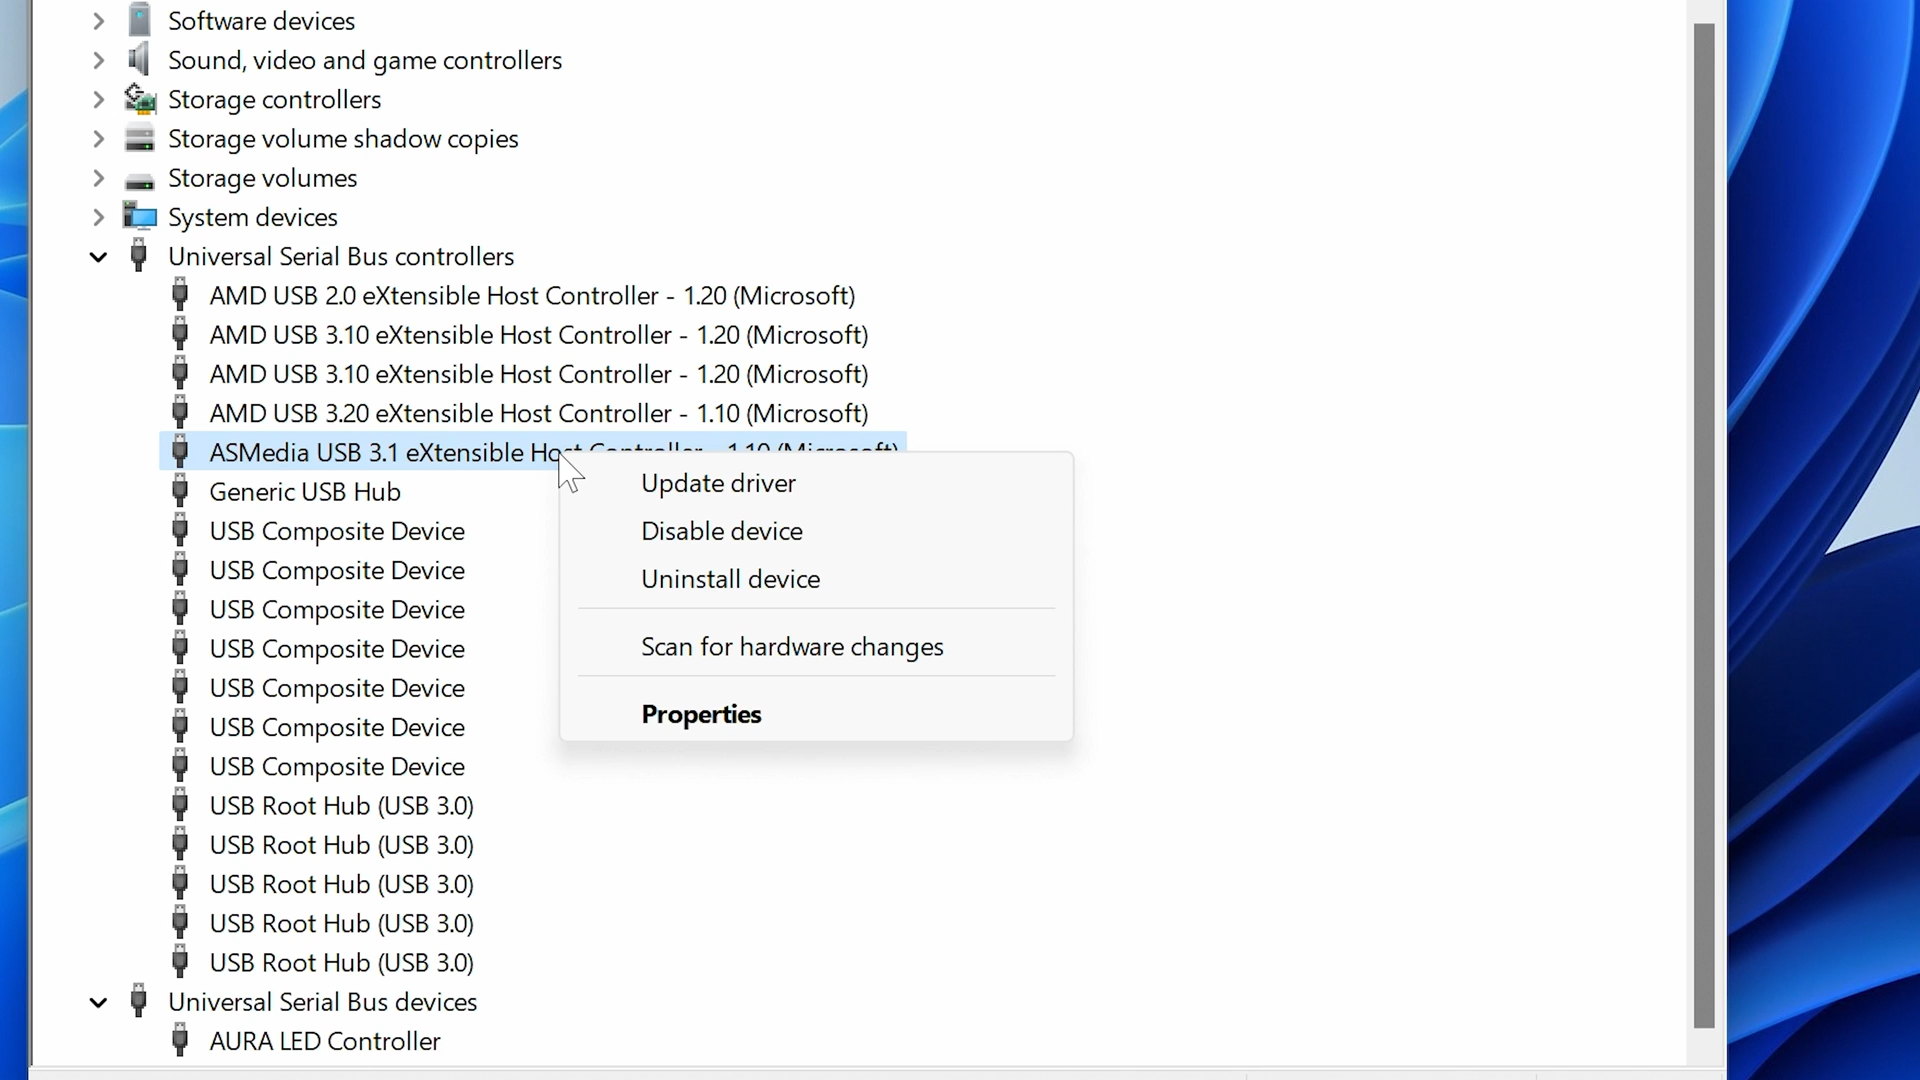 Software devices
Sound, video and game controllers
Storage controllers
Storage volume shadow copies
Storage volumes
System devices
Universal Serial Bus controllers
AMD USB 2.0 eXtensible Host Controller - 1.20 (Microsoft)
AMD USB 3.10 eXtensible Host Controller - 1.20 (Microsoft)
AMD USB 3.10 eXtensible Host Controller - 1.20 (Microsoft)
AMD USB 3.20 eXtensible Host Controller - 1.10 (Microsoft)
ASMedia USB 3.1 eXtensible Host Controller - 1.10 (Microsoft)
Generic USB Hub
USB Composite Device
USB Composite Device
USB Composite Device
USB Composite Device
USB Composite Device
USB Composite Device
USB Composite Device
USB Root Hub (USB 3.0)
USB Root Hub (USB 3.0)
USB Root Hub (USB 3.0)
USB Root Hub (USB 3.0)
USB Root Hub (USB 3.0)
Universal Serial Bus devices
AURA LED Controller
Update driver
Disable device
Uninstall device
Scan for hardware changes
Properties